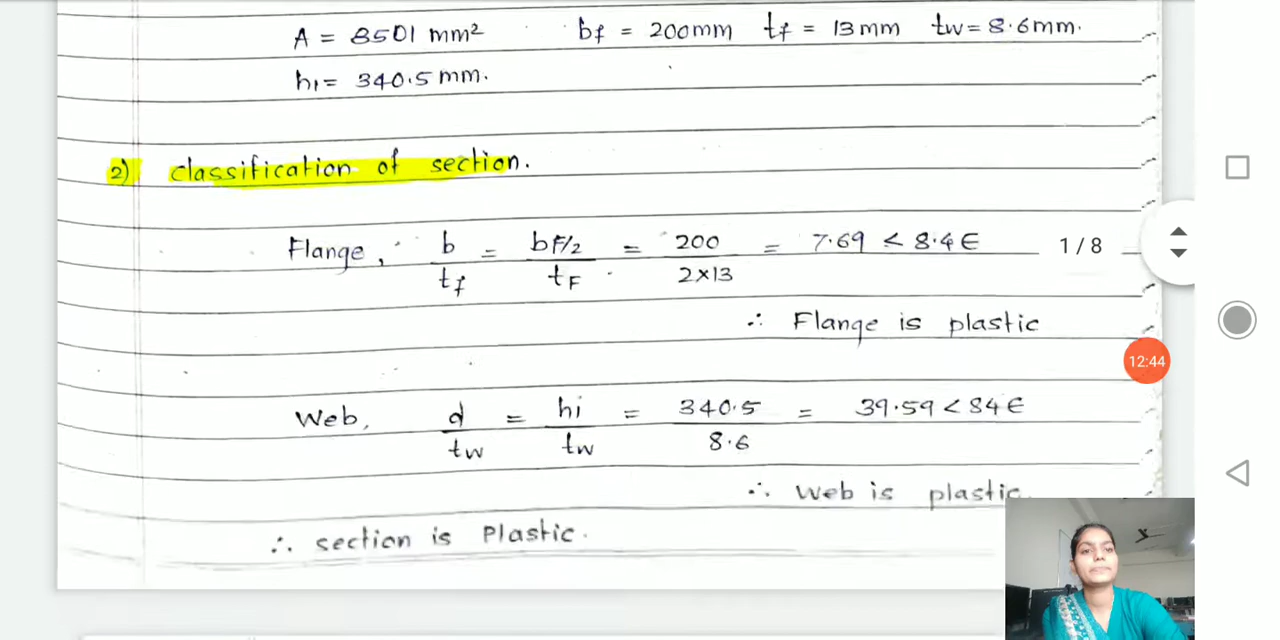 A = 8501 mm² bf = 200mm tf = 13mm tw = 8.6mm.
h1 = 340.5 mm.
2) classification of section.
Flange, b/tf = bF/2/tF = 200/2×13 = 7.69 < 8.4ϵ
1 / 8
∴ Flange is plastic
12:44
Web, d/tw = hi/tw = 340.5/8.6 = 39.59 < 84ϵ
∴ Web is plastic
∴ section is Plastic.